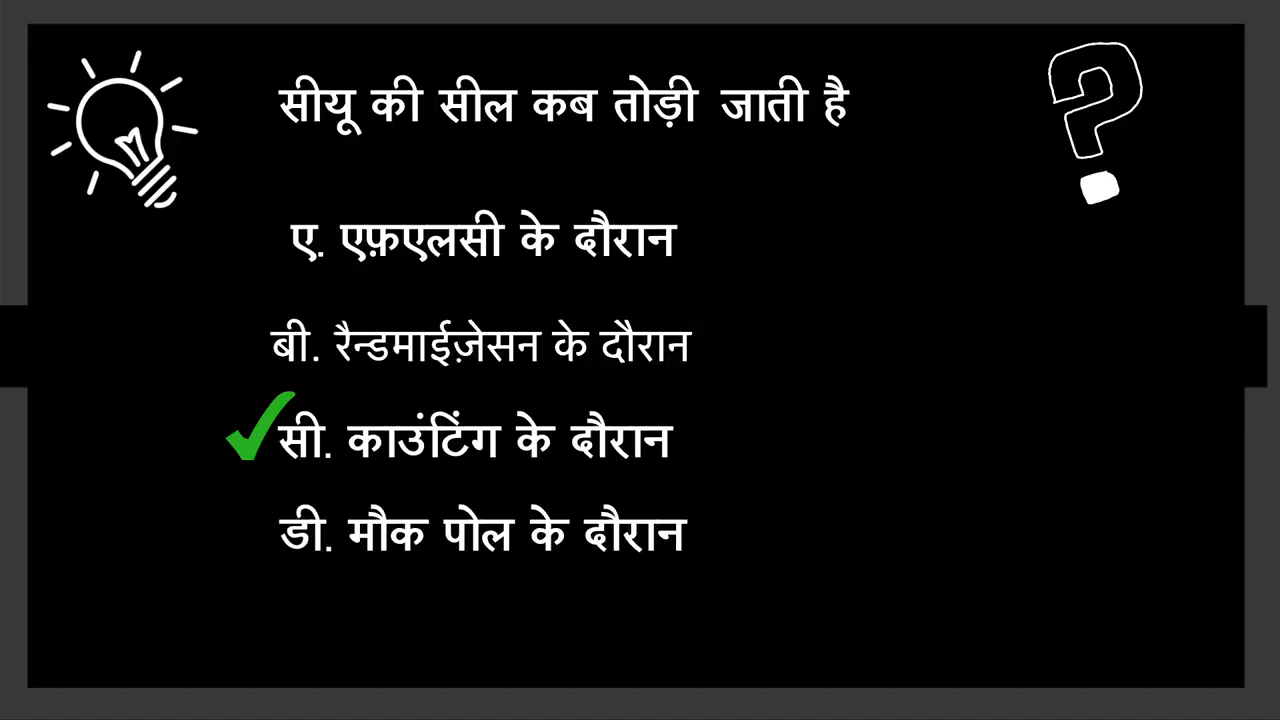 सीयू की सील कब तोड़ी जाती है
ए. एफ़एलसी के दौरान
बी. रैन्डमाईज़ेसन के दौरान
सी. काउंटिंग के दौरान
डी. मौक पोल के दौरान